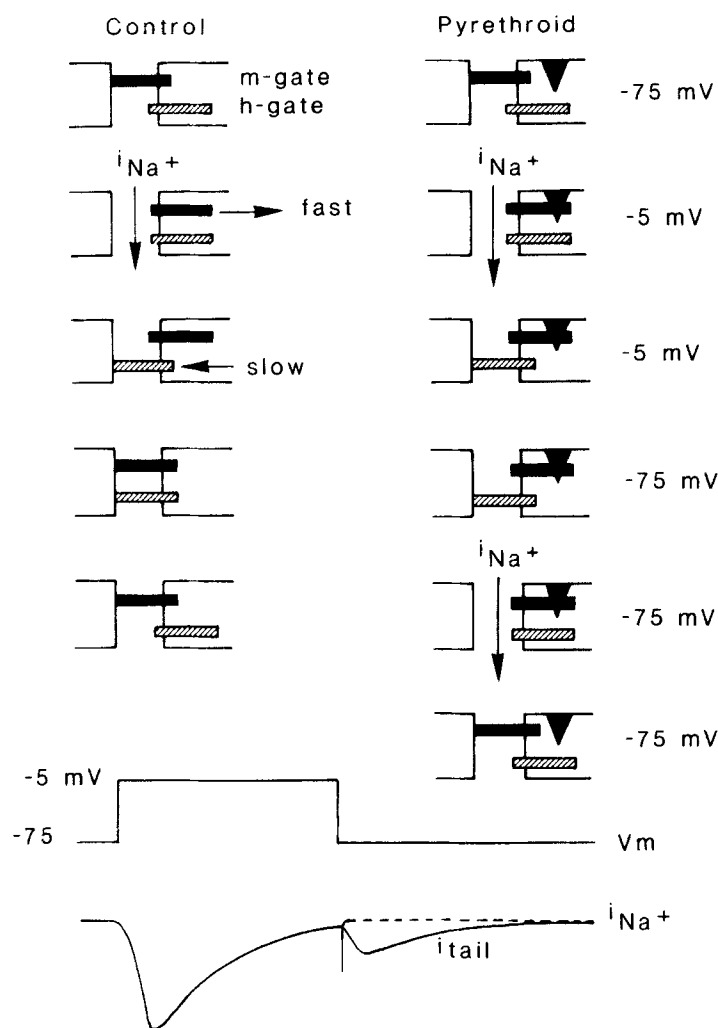 Control Pyrethroid
m-gate
h-gate
-75 mV
iNa+ iNa+
fast
-5 mV
slow
-5 mV
-75 mV
iNa+
-75 mV
-75 mV
-5 mV
-75
Vm
iNa+
itail